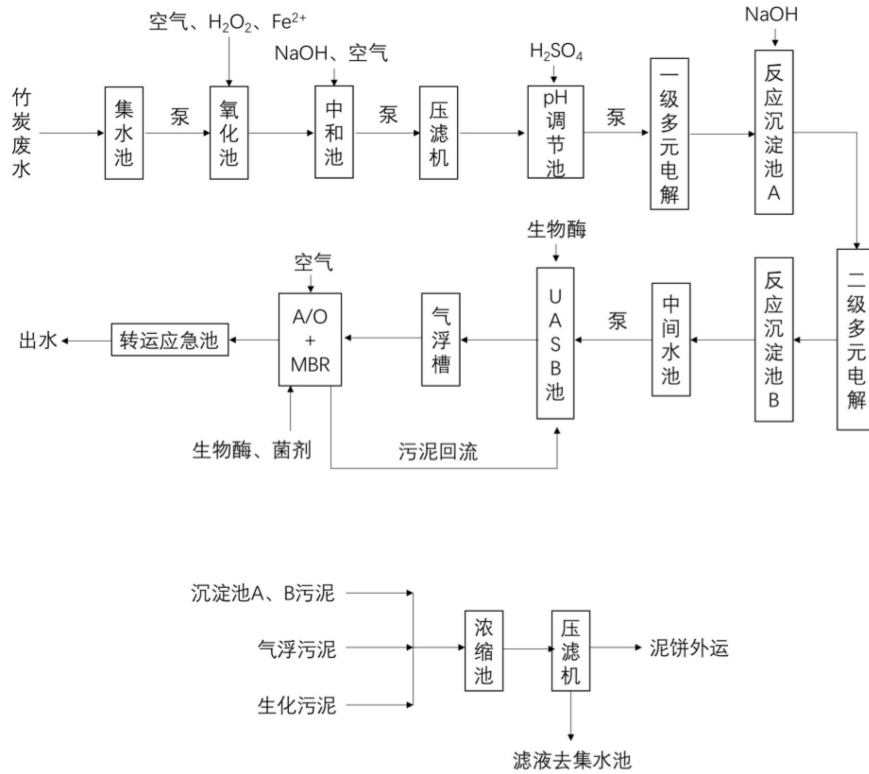 空气、H₂O₂、Fe²⁺
NaOH、空气
H₂SO₄
NaOH
竹炭废水
集水池
泵
氧化池
中和池
泵
压滤机
pH调节池
泵
一级多元电解
反应沉淀池A
二级多元电解
反应沉淀池B
中间水池
泵
生物酶
UASB池
气浮槽
空气
A/O
+
MBR
转运应急池
出水
生物酶、菌剂
污泥回流
沉淀池A、B污泥
气浮污泥
生化污泥
浓缩池
压滤机
泥饼外运
滤液去集水池